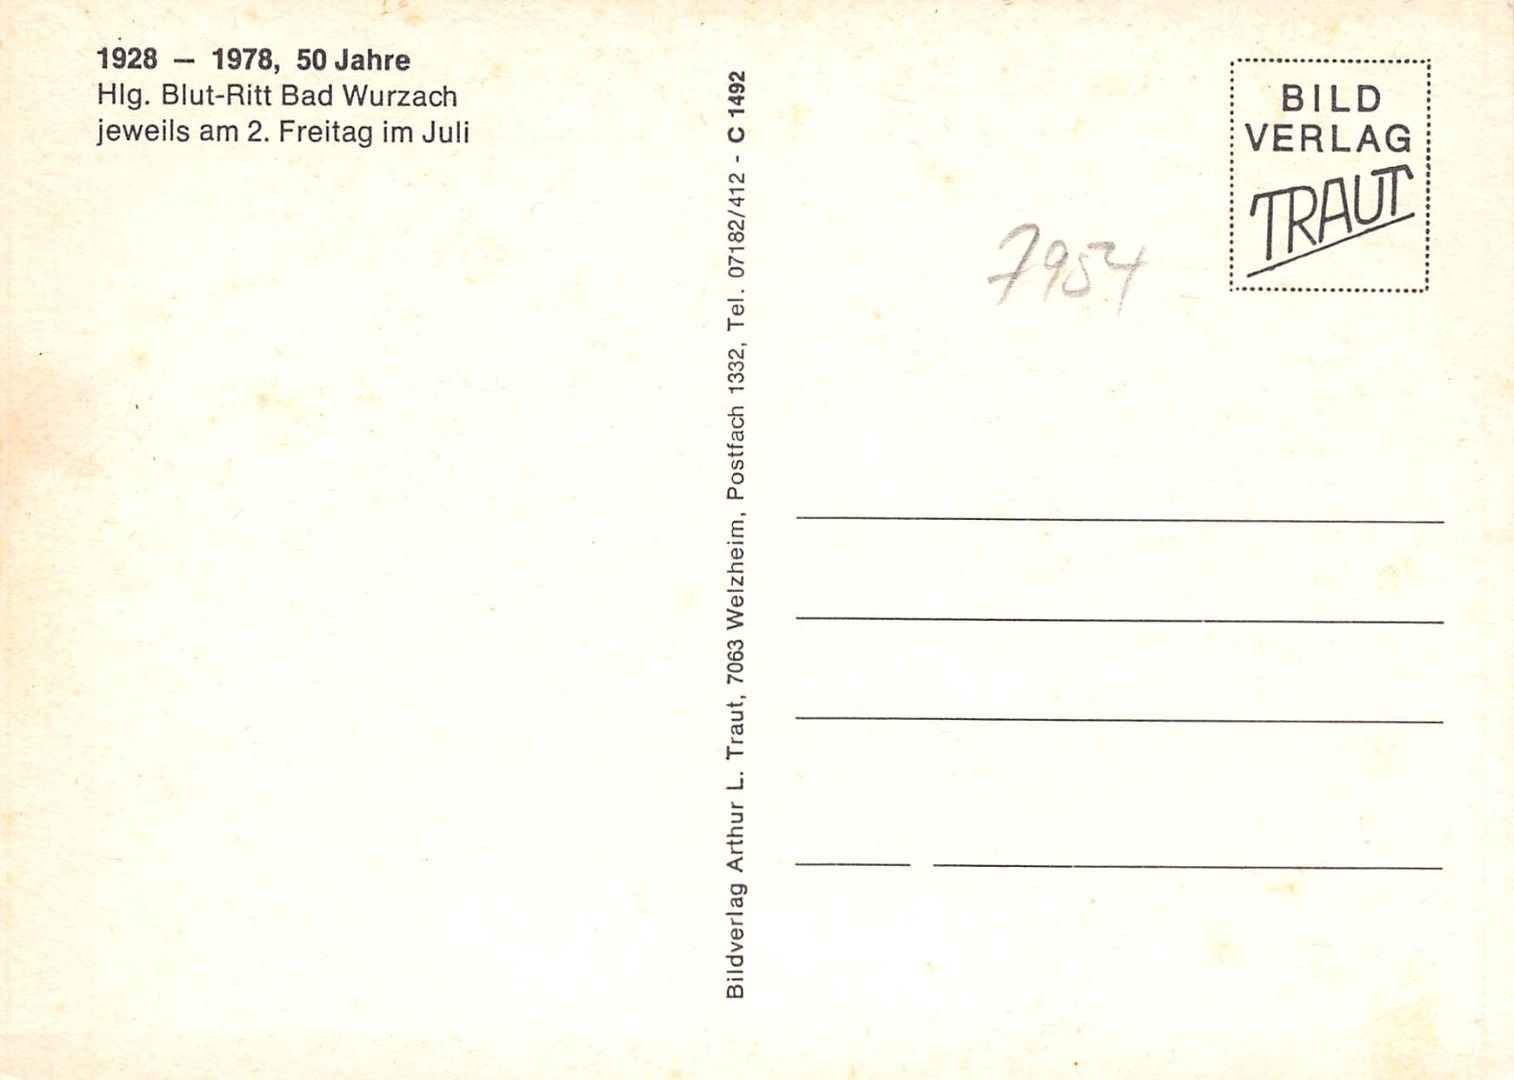 1928 — 1978, 50 Jahre
Hlg. Blut-Ritt Bad Wurzach
jeweils am 2. Freitag im Juli
Bildverlag Arthur L. Traut, 7063 Welzheim, Postfach 1332, Tel. 07182/412 - C 1492
BILD
VERLAG
TRAUT
7954